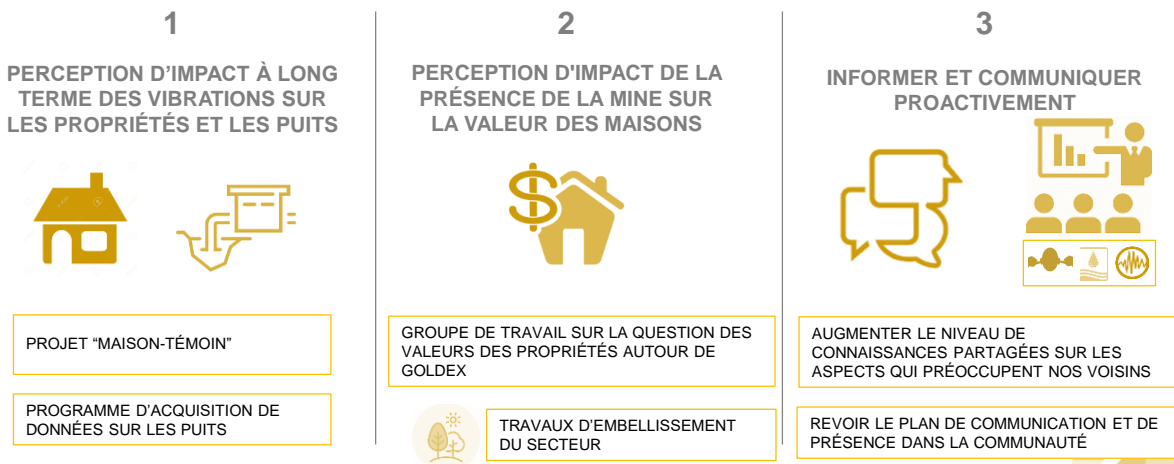 1
PERCEPTION D’IMPACT À LONG
TERME DES VIBRATIONS SUR
LES PROPRIÉTÉS ET LES PUITS
PROJET “MAISON-TÉMOIN”
PROGRAMME D’ACQUISITION DE
DONNÉES SUR LES PUITS
2
PERCEPTION D'IMPACT DE LA
PRÉSENCE DE LA MINE SUR
LA VALEUR DES MAISONS
GROUPE DE TRAVAIL SUR LA QUESTION DES
VALEURS DES PROPRIÉTÉS AUTOUR DE
GOLDEX
TRAVAUX D’EMBELLISSEMENT
DU SECTEUR
3
INFORMER ET COMMUNIQUER
PROACTIVEMENT
AUGMENTER LE NIVEAU DE
CONNAISSANCES PARTAGÉES SUR LES
ASPECTS QUI PRÉOCCUPENT NOS VOISINS
REVOIR LE PLAN DE COMMUNICATION ET DE
PRÉSENCE DANS LA COMMUNAUTÉ